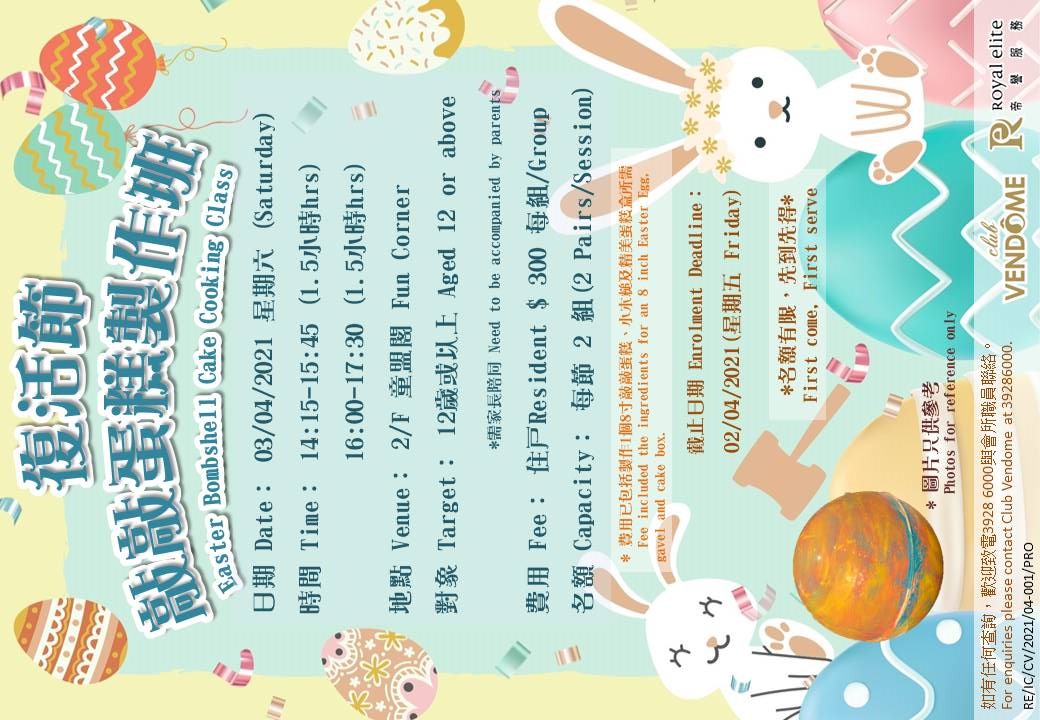 復活節
敲敲蛋糕製作班
Easter Bombshell Cake Cooking Class
日期 Date： 03/04/2021 星期六 (Saturday)
時間 Time： 14:15-15:45 (1.5小時hrs)
16:00-17:30 (1.5小時hrs)
地點 Venue： 2/F 童盟閣 Fun Corner
對象 Target： 12歲或以上 Aged 12 or above
*需家長陪同 Need to be accompanied by parents
費用 Fee： 住戶Resident $ 300 每組/Group
名額 Capacity： 每節 2 組(2 Pairs/Session)
* 費用已包括製作1個8寸敲敲蛋糕、小木槌及精美蛋糕盒所需
Fee included the ingredients for an 8 inch Easter Egg,
gavel and cake box.
截止日期 Enrolment Deadline：
02/04/2021(星期五 Friday)
*名額有限，先到先得*
First come, First serve
* 圖片只供參考
Photos for reference only
如有任何查詢，歡迎致電3928 6000與會所職員聯絡。
For enquiries please contact Club Vendome at 39286000.
RE/IC/CV/2021/04-001/PRO
club
VENDÔME
Royal elite
帝譽服務